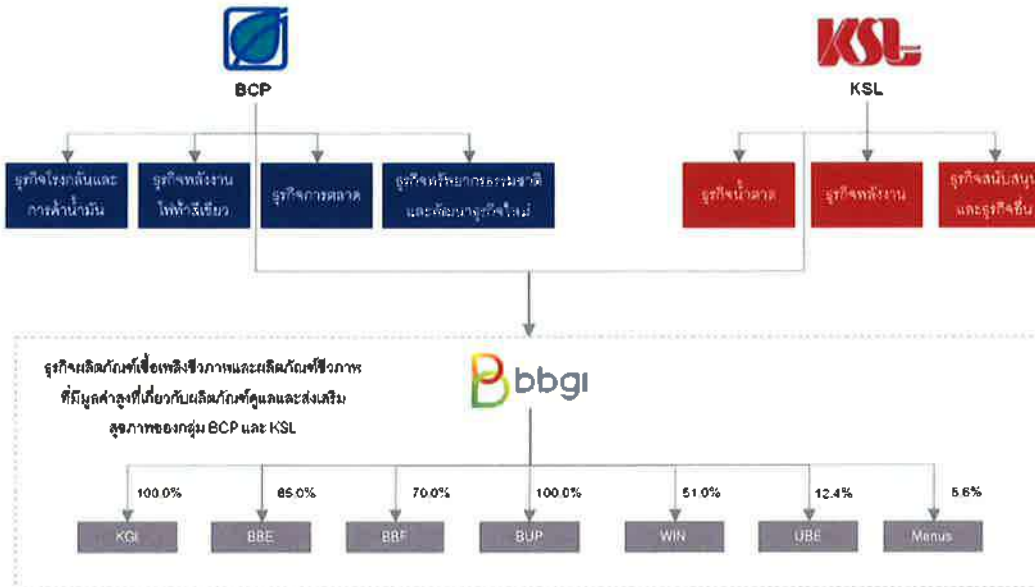 KSL
BCP
KSL
ธุรกิจโรงกลั่นและ
การค้าน้ำมัน
ธุรกิจพลังงาน
ไฟฟ้าสีเขียว
ธุรกิจการตลาด
ธุรกิจทรัพยากรธรรมชาติ
และพัฒนาธุรกิจใหม่
ธุรกิจน้ำตาล
ธุรกิจพลังงาน
ธุรกิจสนับสนุน
และธุรกิจอื่น
ธุรกิจผลิตภัณฑ์เชื้อเพลิงชีวภาพและผลิตภัณฑ์ชีวภาพ
ที่มีมูลค่าสูงที่เกี่ยวกับผลิตภัณฑ์ดูแลและส่งเสริม
สุขภาพของกลุ่ม BCP และ KSL
bbgi
100.0%
85.0%
70.0%
100.0%
51.0%
12.4%
5.6%
KGI
BBE
BBF
BUP
WIN
UBE
Manus